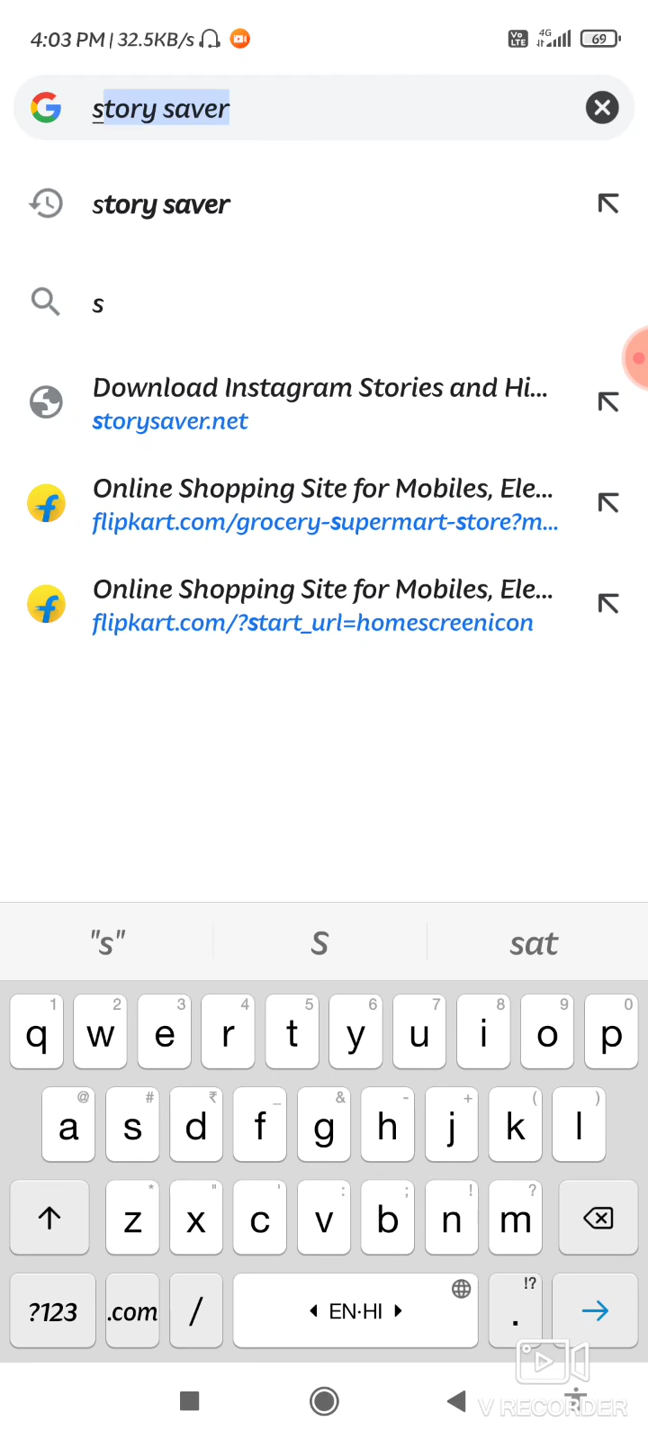 4:03 PM | 32.5KB/s Vo LTE 4G 69
story saver
story saver
s
Download Instagram Stories and Hi...
storysaver.net
Online Shopping Site for Mobiles, Ele...
flipkart.com/grocery-supermart-store?m...
Online Shopping Site for Mobiles, Ele...
flipkart.com/?start_url=homescreenicon
"s" S sat
1 2 3 4 5 6 7 8 9 0
q w e r t y u i o p
@ # ₹ _ & - + ( )
a s d f g h j k l
* " ' : ; ! ?
z x c v b n m
?123 .com / EN·HI !? .
V RECORDER